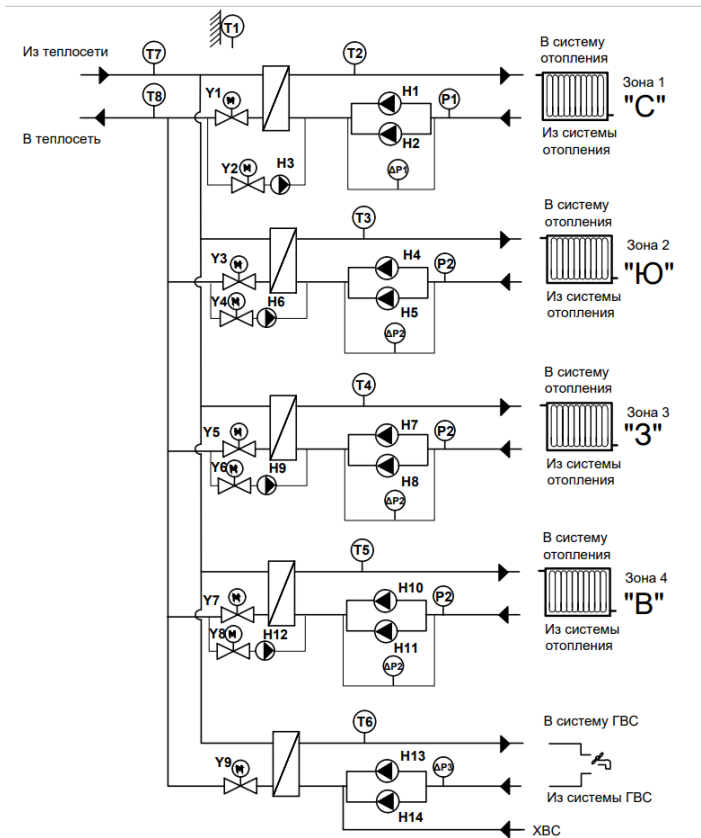 T1
Из теплосети
T7
T2
В систему
отопления
Зона 1
"С"
T8
Y1
M
H1
P1
В теплосеть
H2
Из системы
отопления
Y2
M
H3
ΔP1
T3
В систему
отопления
Зона 2
"Ю"
Y3
M
H4
P2
Y4
M
H6
H5
Из системы
отопления
ΔP2
T4
В систему
отопления
Зона 3
"З"
Y5
M
H7
P2
Y6
M
H9
H8
Из системы
отопления
ΔP2
T5
В систему
отопления
Зона 4
"В"
Y7
M
H10
P2
Y8
M
H12
H11
Из системы
отопления
ΔP2
T6
В систему ГВС
Y9
M
H13
ΔP3
H14
Из системы ГВС
ХВС